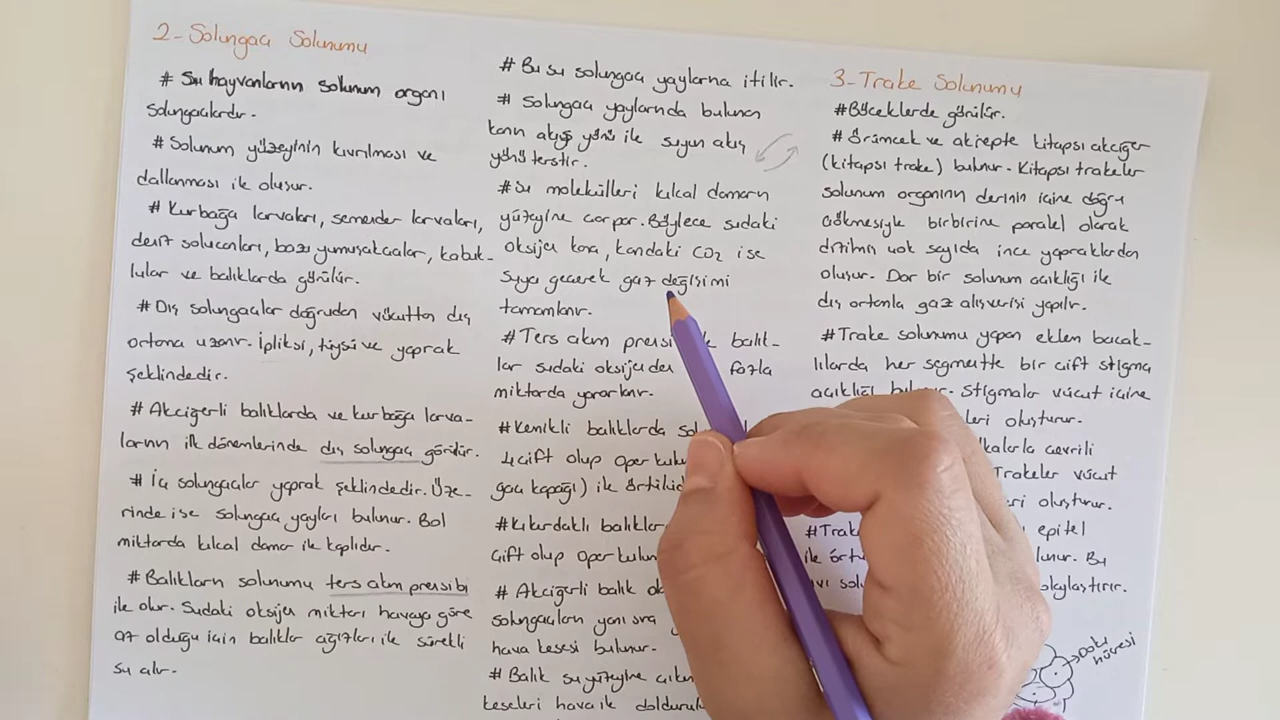 2-Solungaç Solunumu
# Su hayvanlarının solunum organı
solungaçlardır.
# Solunum yüzeyinin kıvrılması ve
dallanması ile oluşur.
# Kurbağa larvaları, semender larvaları,
deniz solucanları, bazı yumuşakçalar, kabuk-
lular ve balıklarda görülür.
# Dış solungaçlar doğrudan vücuttan dış
ortama uzanır. İpliksi, tüysü ve yaprak
şeklindedir.
# Akciğerli balıklarda ve kurbağa larva-
larının ilk dönemlerinde dış solungaç görülür.
# İç solungaçlar yaprak şeklindedir. Üze-
rinde ise solungaç yayları bulunur. Bol
miktarda kılcal damar ile kaplıdır.
# Balıkların solunumu ters akım prensibi
ile olur. Sudaki oksijen miktarı havaya göre
az olduğu için balıklar ağızları ile sürekli
su alır.
# Bu su solungaç yaylarına itilir.
# Solungaç yaylarında bulunan
kanın akış yönü ile suyun akış
yönü terstir.
# Su molekülleri kılcal damarın
yüzeyine çarpar. Böylece sudaki
oksijen kana, kandaki CO2 ise
suya geçerek gaz değişimi
tamamlanır.
# Ters akım balık-
lar sudaki oksijenden fazla
miktarda yararlanır.
# Kemikli balıklarda
4 çift olup
gaç kapağı) ile
# Kıkırdaklı
çift olup
# Akciğerli balık
solungaçların yanı sıra
hava kesesi bulunur.
# Balık su yüzeyine
keseleri hava ile
3-Trake Solunumu
# Böceklerde görülür.
# Örümcek ve akrepte kitapsı akciğer
(kitapsı trake) bulunur. Kitapsı trakeler
solunum organının derinin içine doğru
çökmesiyle birbirine paralel olarak
dizilmiş çok sayıda ince yapraklardan
oluşur. Dar bir solunum açıklığı ile
dış ortamla gaz alışverişi yapılır.
# Trake solunumu yapan eklem bacak-
lılarda her segmentte bir çift stigma
açıklığı bulunur. Stigmalar vücut içine
oluşturur.
çevrili
Trakeler vücut
oluşturur.
epitel
ile Bu
Doku
hücresi